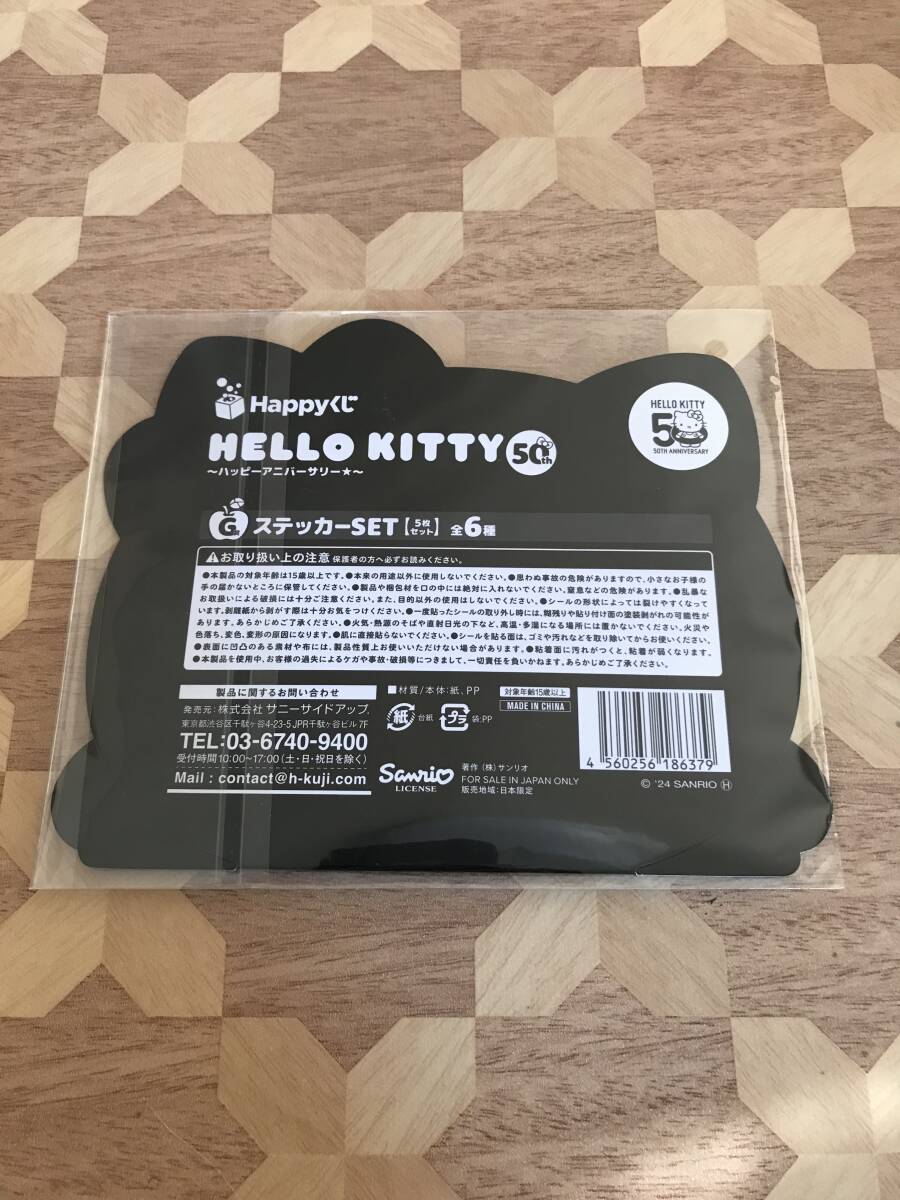 Happyくじ
HELLO KITTY 50th
～ハッピーアニバーサリー★～
HELLO KITTY
50
50TH ANNIVERSARY
G ステッカーSET【5枚セット】全6種
⚠お取り扱い上の注意 保護者の方へ必ずお読みください。
●本製品の対象年齢は15歳以上です。●本来の用途以外に使用しないでください。●思わぬ事故の危険がありますので、小さなお子様の
手の届かないところに保管してください。●製品や梱包材を口の中には絶対に入れないでください。窒息などの危険があります。●乱暴な
お取扱いによる破損には十分ご注意ください。また、目的以外の使用はしないでください。●シールの形状によっては裂けやすくなって
います。剥離紙から剥がす際は十分お気をつけください。●一度貼ったシールの取り外し時には、糊残りや貼り付け面の塗装剥がれの可能性が
あります。あらかじめご了承ください。●火気・熱源のそばや直射日光の下など、高温・多湿になる場所には置かないでください。火災や
色落ち、変色、変形の原因になります。●肌に直接貼らないでください。●シールを貼る面は、ゴミや汚れなどを取り除いてからお使いください。
●表面に凹凸のある素材や布には、製品性質上お使いいただけない場合があります。●粘着面に汚れがつくと、粘着が弱くなります。
●本製品を使用中、お客様の過失によるケガや事故・破損等につきまして、一切責任を負いかねます。あらかじめご了承ください。
製品に関するお問い合わせ
発売元：株式会社 サニーサイドアップ
東京都渋谷区千駄ヶ谷4-23-5 JPR千駄ヶ谷ビル 7F
TEL:03-6740-9400
受付時間10:00~17:00（土・日・祝日を除く）
Mail : contact@h-kuji.com
■材質/本体：紙、PP
紙 台紙 プラ 袋:PP
Sanrio
LICENSE
著作（株）サンリオ
FOR SALE IN JAPAN ONLY
販売地域：日本限定
対象年齢15歳以上
MADE IN CHINA
4 560256 186379
© '24 SANRIO Ⓗ